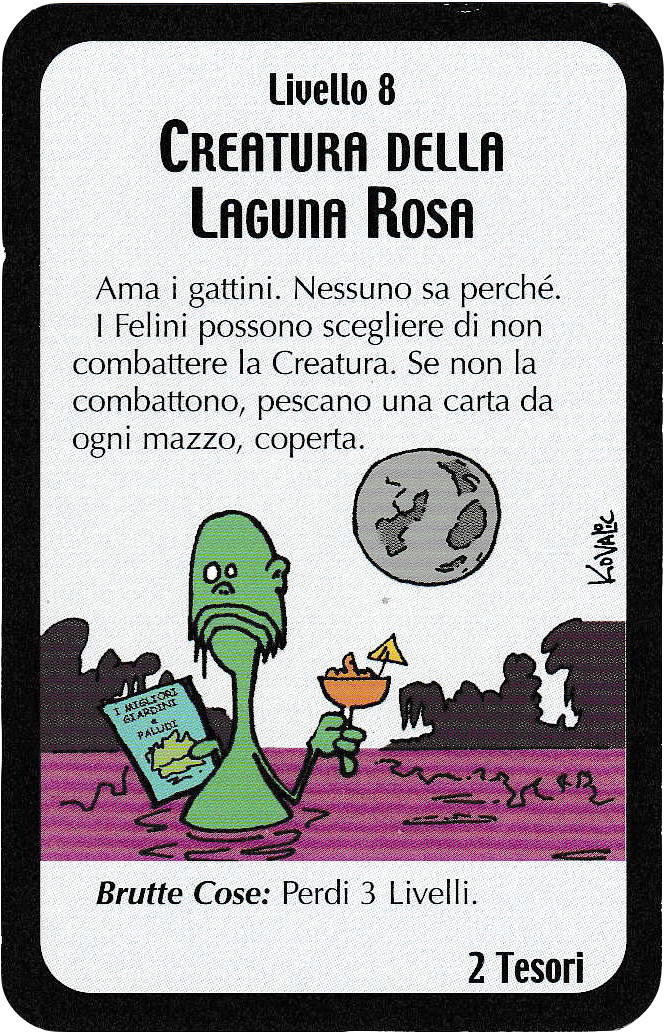 Livello 8
CREATURA DELLA
LAGUNA ROSA
Ama i gattini. Nessuno sa perché.
I Felini possono scegliere di non
combattere la Creatura. Se non la
combattono, pescano una carta da
ogni mazzo, coperta.
KOVALIC
I MIGLIORI
GIARDINI
e
PALUDI
Brutte Cose: Perdi 3 Livelli.
2 Tesori